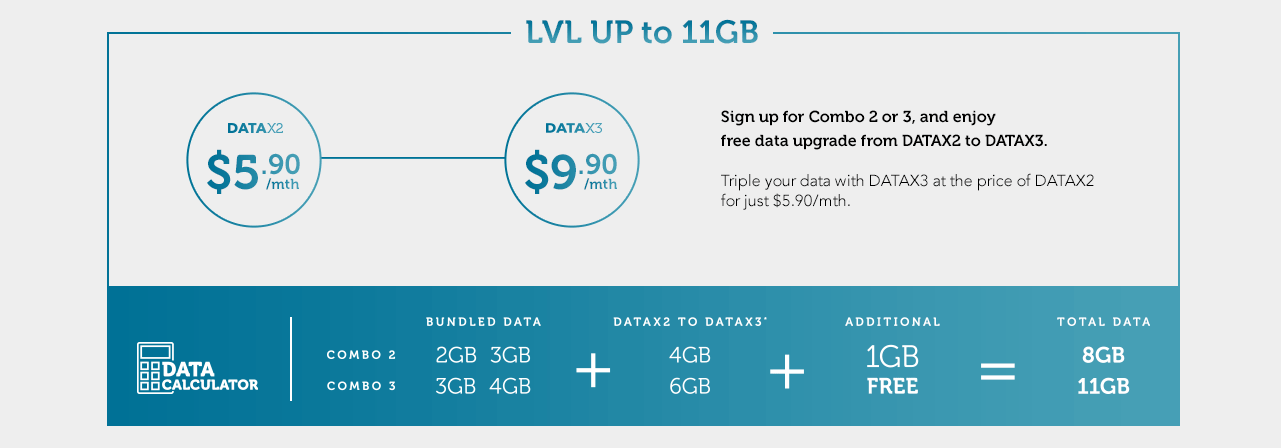 LVL UP to 11GB
DATAX2
$5.90
/mth
DATAX3
$9.90
/mth
Sign up for Combo 2 or 3, and enjoy
free data upgrade from DATAX2 to DATAX3.
Triple your data with DATAX3 at the price of DATAX2
for just $5.90/mth.
DATA
CALCULATOR
BUNDLED DATA DATAX2 TO DATAX3* ADDITIONAL TOTAL DATA
COMBO 2 2GB 3GB + 4GB + 1GB = 8GB
COMBO 3 3GB 4GB 6GB FREE 11GB